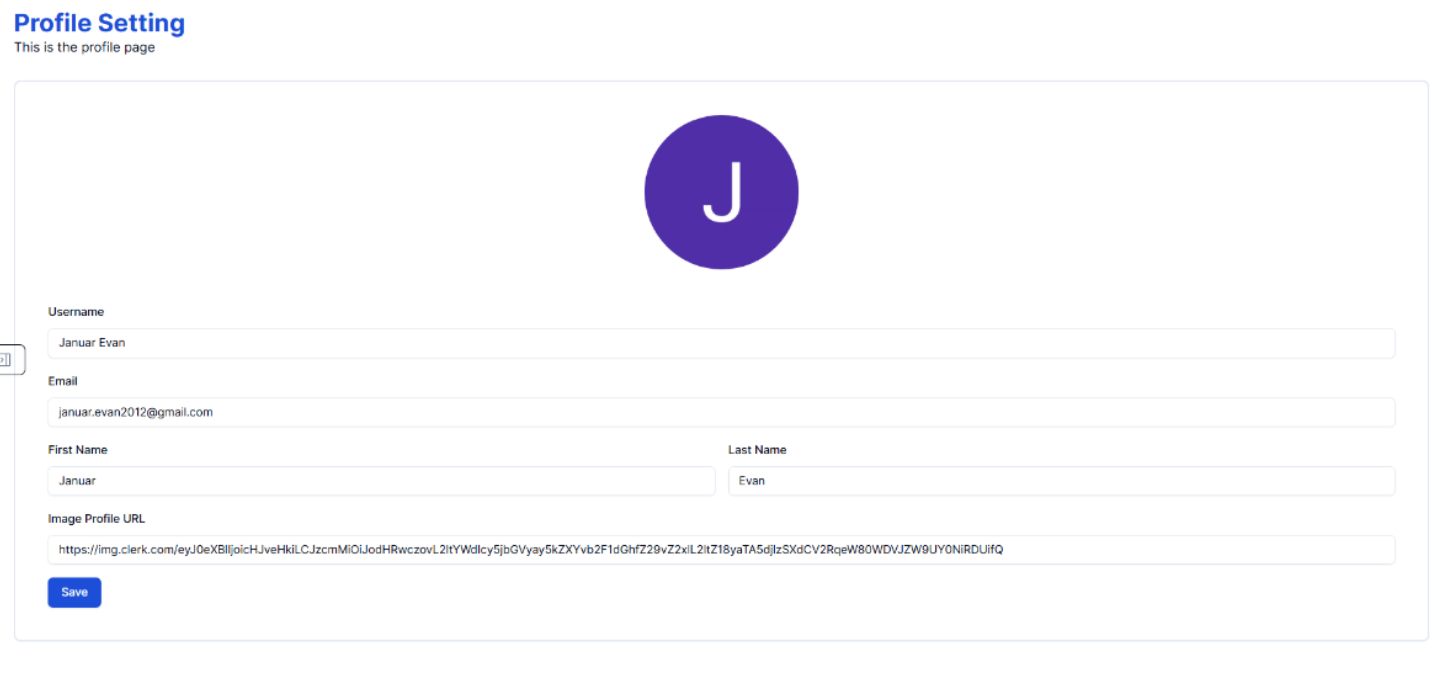 Profile Setting
This is the profile page
J
Username
Januar Evan
Email
januar.evan2012@gmail.com
First Name
Last Name
Januar
Evan
Image Profile URL
https://img.clerk.com/eyJ0eXBlIjoicHJveHkiLCJzcmMiOiJodHRwczovL2ltYWdlcy5jbGVyay5kZXYvb2F1dGhfZ29vZ2xlL2ltZ18yaTA5djlzSXdCV2RqeW80WDVJZW9UY0NiRDUifQ
Save